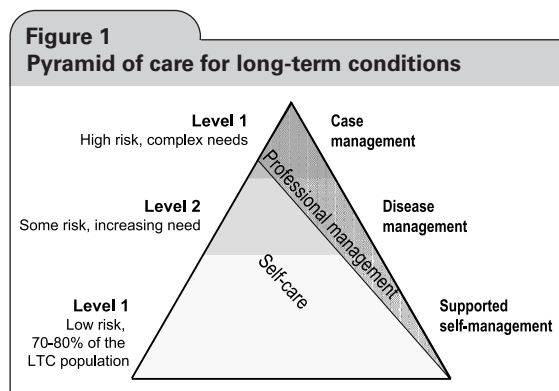 Figure 1
Pyramid of care for long-term conditions
Level 1
High risk, complex needs
Case
management
Professional management
Level 2
Some risk, increasing need
Disease
management
Self-care
Level 1
Low risk,
70-80% of the
LTC population
Supported
self-management